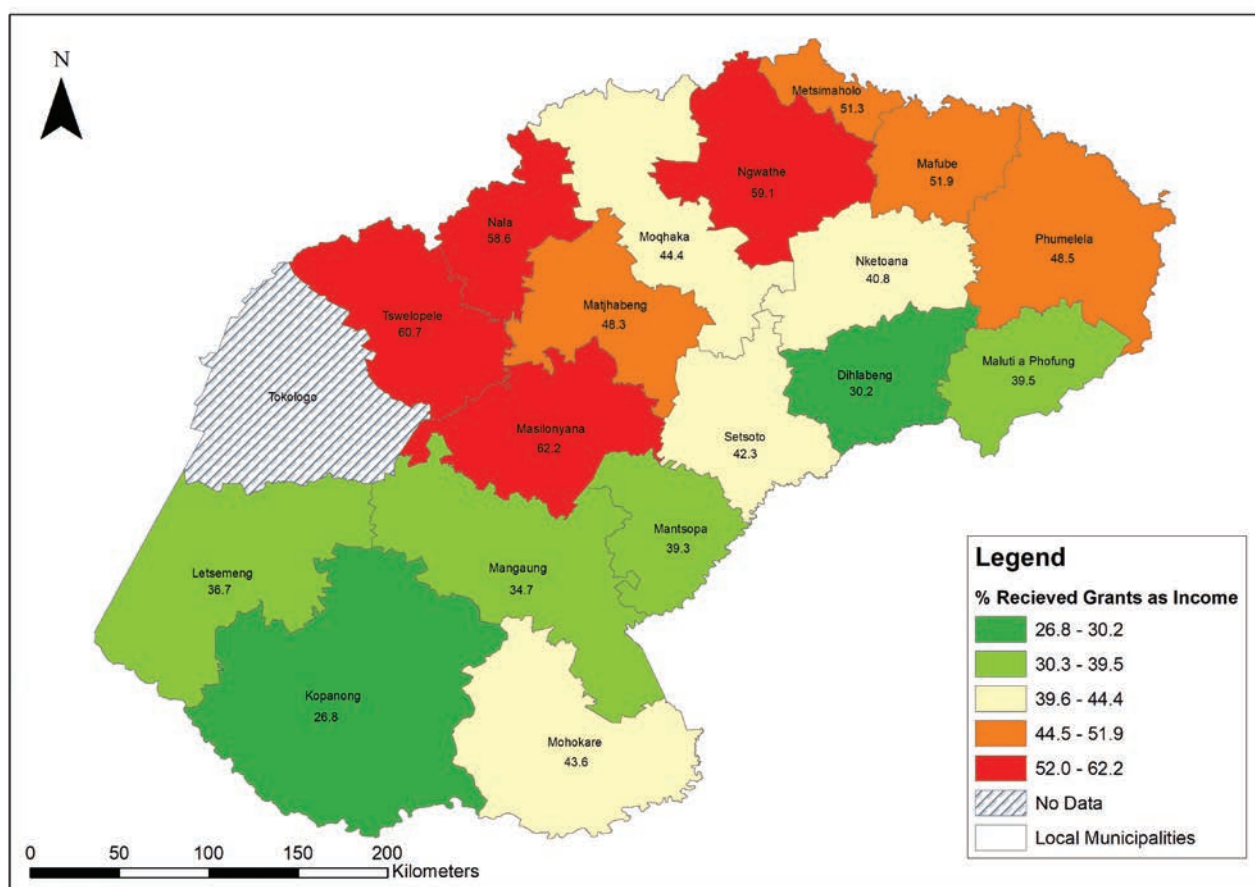 N
Metsimaholo
51.3
Mafube
51.9
Ngwathe
59.1
Nala
58.6
Moqhaka
44.4
Nketoana
40.8
Phumelela
48.5
Matjhabeng
48.3
Tswelopele
60.7
Maluti a Phofung
39.5
Dihlabeng
30.2
Tokologo
Masilonyana
62.2
Setsoto
42.3
Mantsopa
39.3
Letsemeng
36.7
Mangaung
34.7
Kopanong
26.8
Mohokare
43.6
Legend
% Recieved Grants as Income
26.8 - 30.2
30.3 - 39.5
39.6 - 44.4
44.5 - 51.9
52.0 - 62.2
No Data
Local Municipalities
0 50 100 150 200
Kilometers